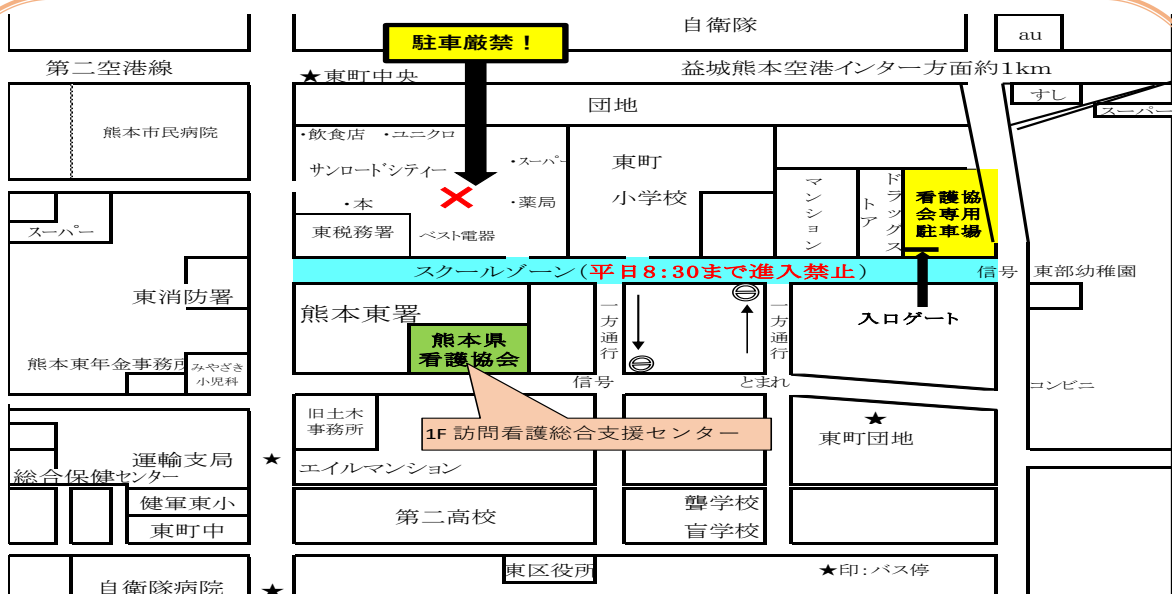 自衛隊
au
駐車厳禁！
第二空港線
★東町中央
益城熊本空港インター方面約1km
すし
スーパー
団地
熊本市民病院
・飲食店 ・ユニクロ
サンロードシティー
・スーパー
・本
・薬局
東税務署
ベスト電器
東町
小学校
マンション
ドラッグス
トア
看護協
会専用
駐車場
スーパー
スクールゾーン(平日8:30まで進入禁止)
信号
東部幼稚園
東消防署
熊本東署
熊本県
看護協会
一方通行
一方通行
入口ゲート
熊本東年金事務所
みやざき
小児科
信号
とまれ
コンビニ
旧土木
事務所
1F 訪問看護総合支援センター
★
東町団地
運輸支局
★
エイルマンション
総合保健センター
健軍東小
東町中
第二高校
聾学校
盲学校
自衛隊病院
★
東区役所
★印:バス停